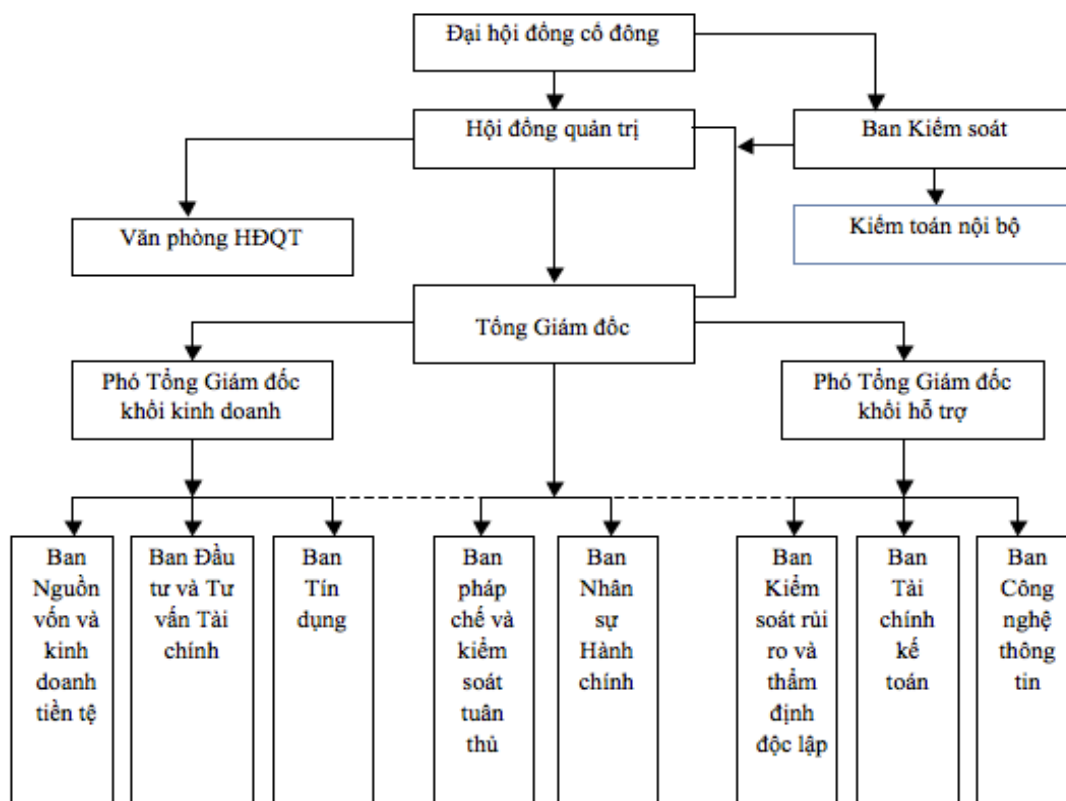 Đại hội đồng cổ đông
Hội đồng quản trị
Ban Kiểm soát
Văn phòng HĐQT
Kiểm toán nội bộ
Tổng Giám đốc
Phó Tổng Giám đốc
khối kinh doanh
Phó Tổng Giám đốc
khối hỗ trợ
Ban
Nguồn
vốn và
kinh
doanh
tiền tệ
Ban Đầu
tư và Tư
vấn Tài
chính
Ban
Tín
dụng
Ban
pháp
chế và
kiểm
soát
tuân
thủ
Ban
Nhân
sự
Hành
chính
Ban
Kiểm
soát rủi
ro và
thẩm
định
độc lập
Ban
Tài
chính
kế
toán
Ban
Công
nghệ
thông
tin